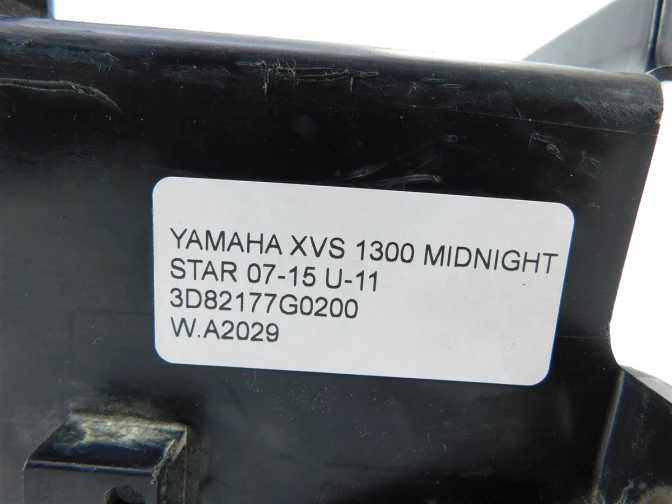 YAMAHA XVS 1300 MIDNIGHT
STAR 07-15 U-11
3D82177G0200
W.A2029